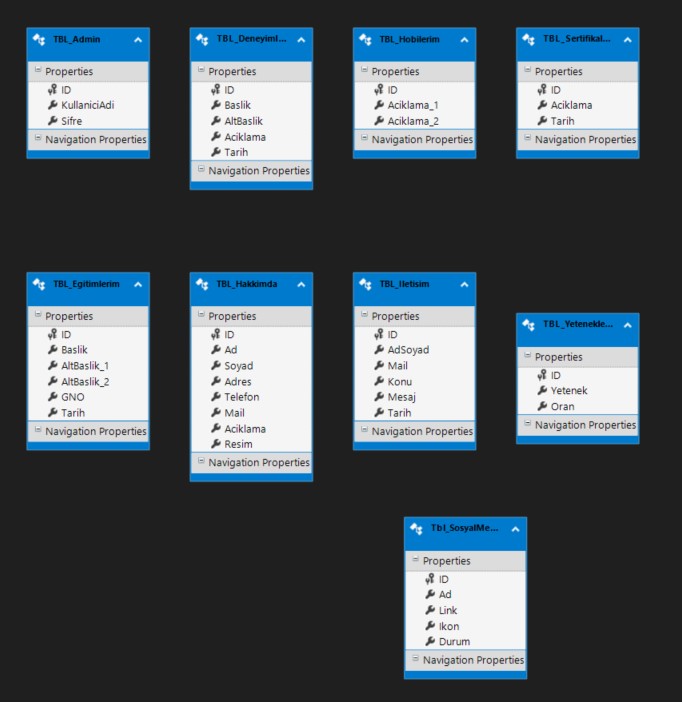 TBL_Admin
Properties
ID
KullaniciAdi
Sifre
Navigation Properties
TBL_Deneyiml...
Properties
ID
Baslik
AltBaslik
Aciklama
Tarih
Navigation Properties
TBL_Hobilerim
Properties
ID
Aciklama_1
Aciklama_2
Navigation Properties
TBL_Sertifikal...
Properties
ID
Aciklama
Tarih
Navigation Properties
TBL_Egitimlerim
Properties
ID
Baslik
AltBaslik_1
AltBaslik_2
GNO
Tarih
Navigation Properties
TBL_Hakkimda
Properties
ID
Ad
Soyad
Adres
Telefon
Mail
Aciklama
Resim
Navigation Properties
TBL_Iletisim
Properties
ID
AdSoyad
Mail
Konu
Mesaj
Tarih
Navigation Properties
TBL_Yetenekle...
Properties
ID
Yetenek
Oran
Navigation Properties
Tbl_SosyalMe...
Properties
ID
Ad
Link
Ikon
Durum
Navigation Properties